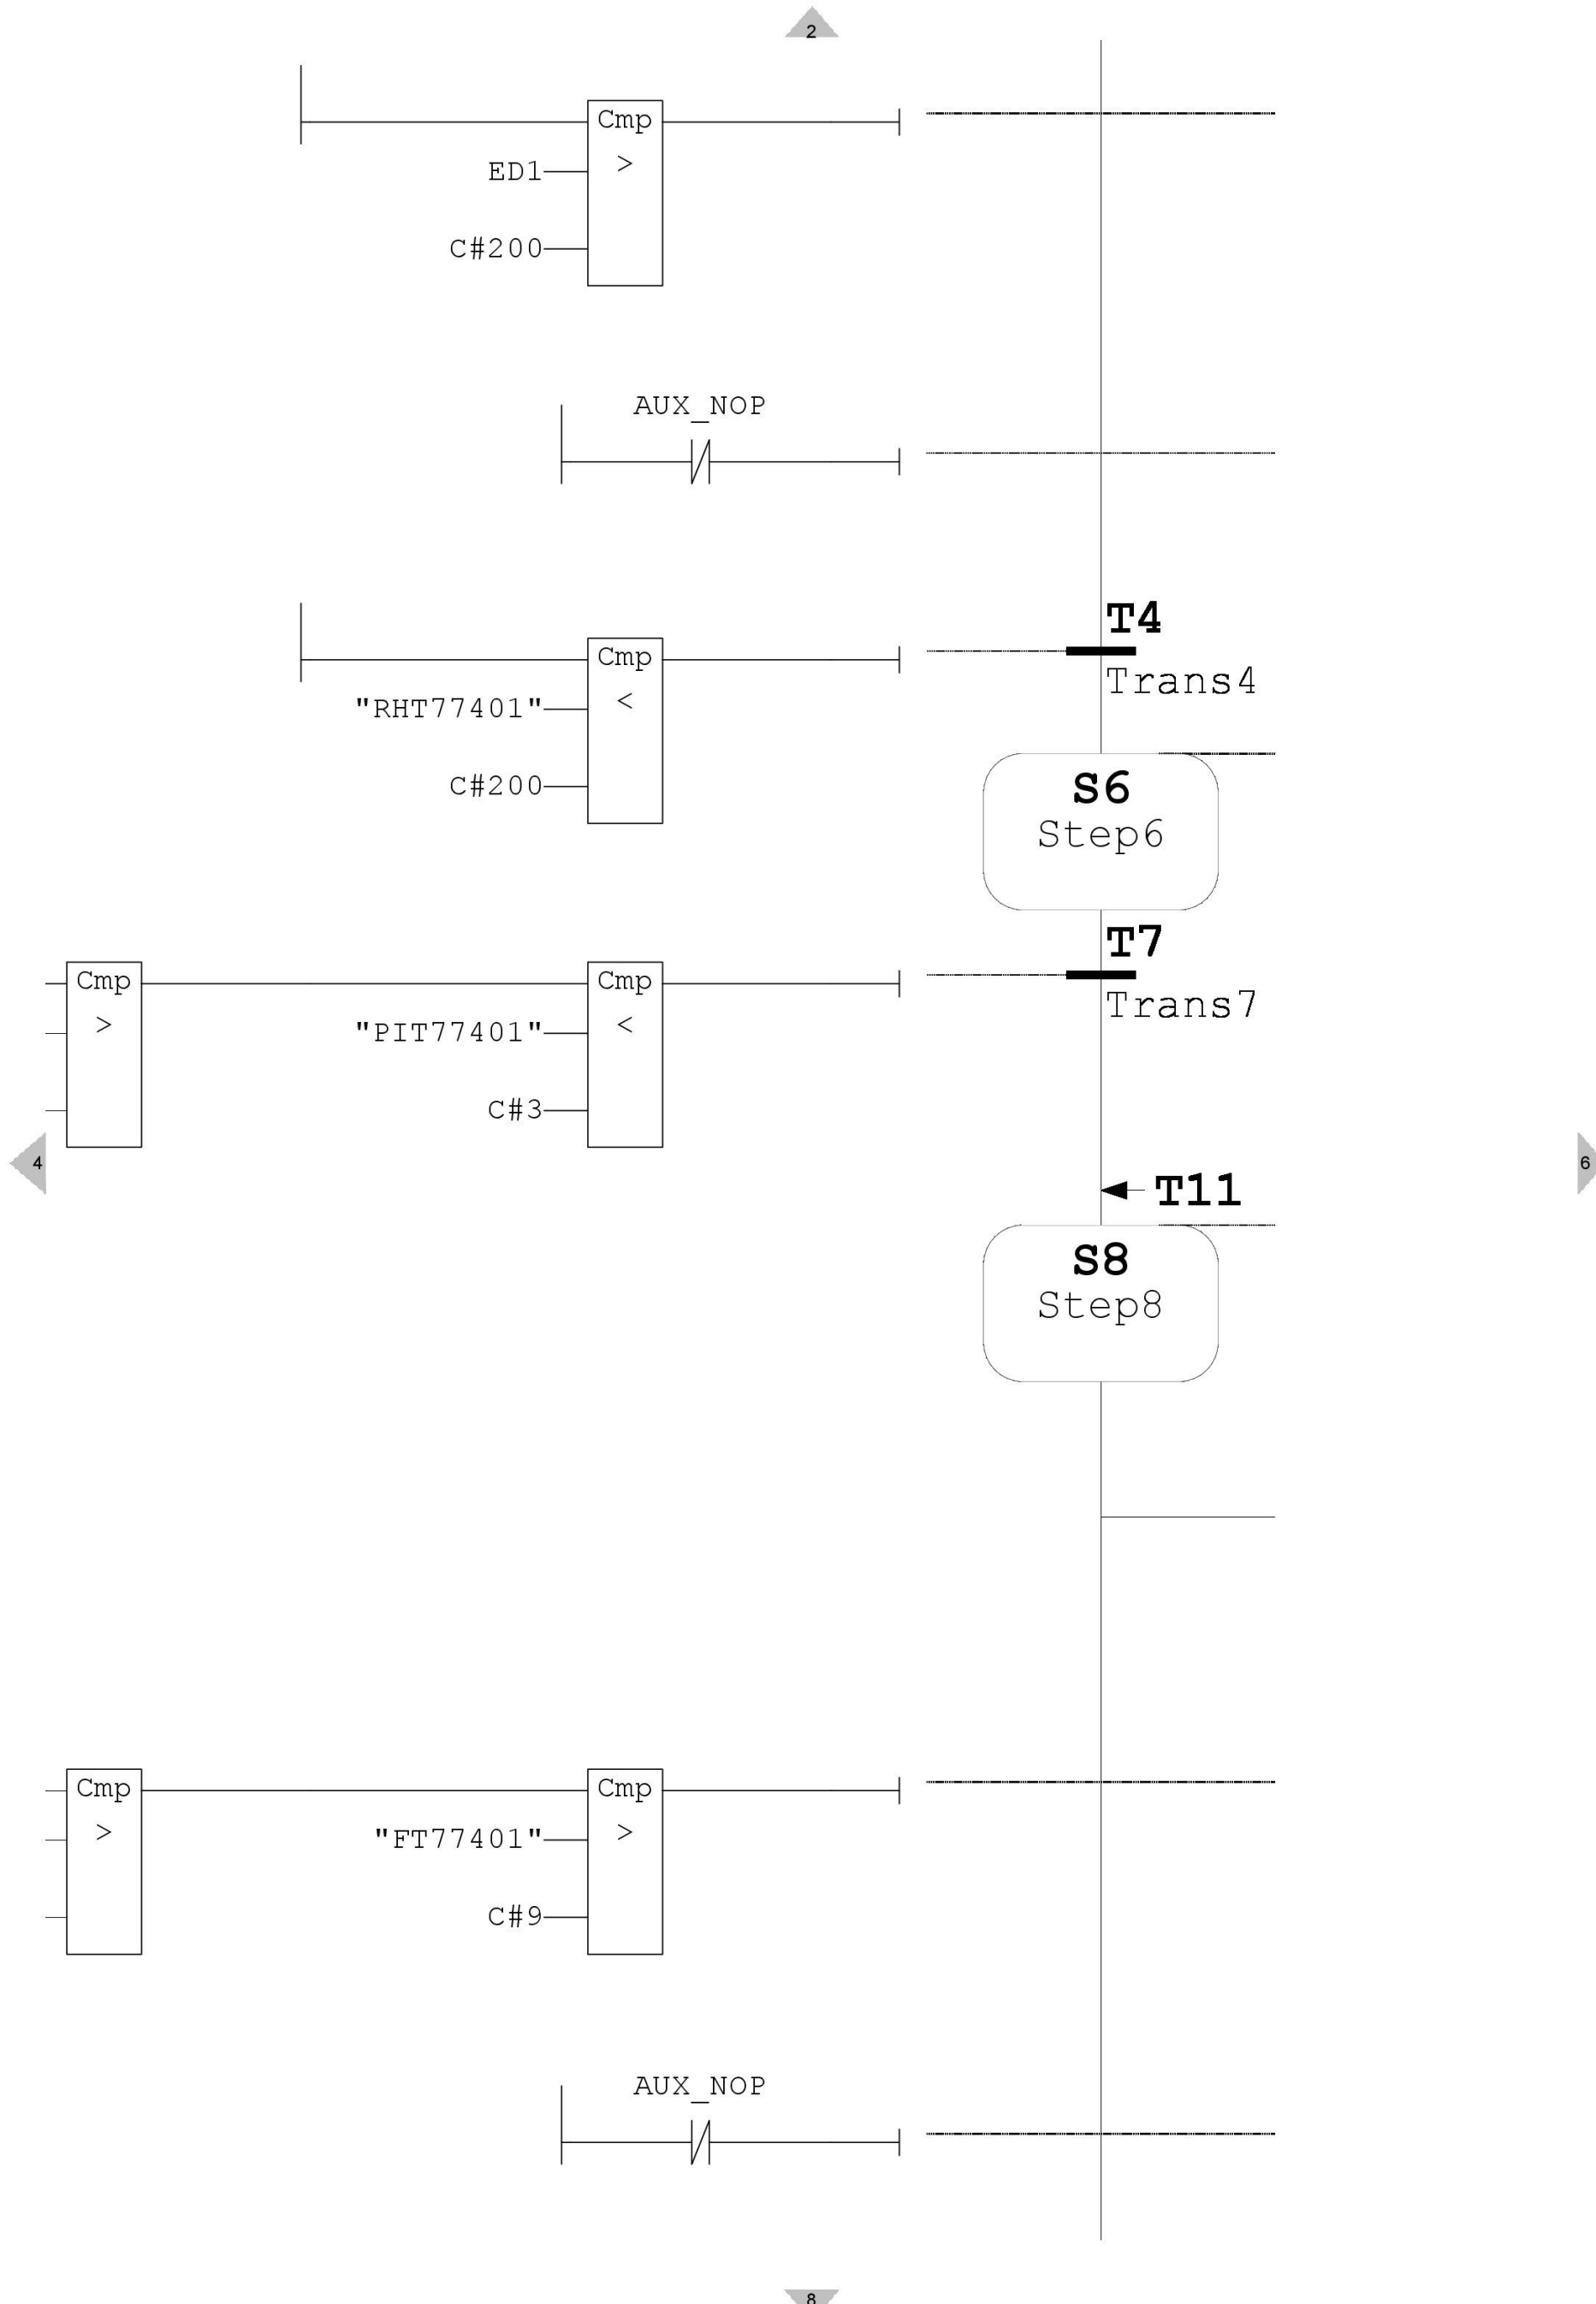 2
Cmp
>
ED1
C#200
AUX_NOP
T4
Trans4
Cmp
<
"RHT77401"
C#200
S6
Step6
T7
Trans7
Cmp
>
Cmp
<
"PIT77401"
C#3
4
6
T11
S8
Step8
Cmp
>
Cmp
>
"FT77401"
C#9
AUX_NOP
8